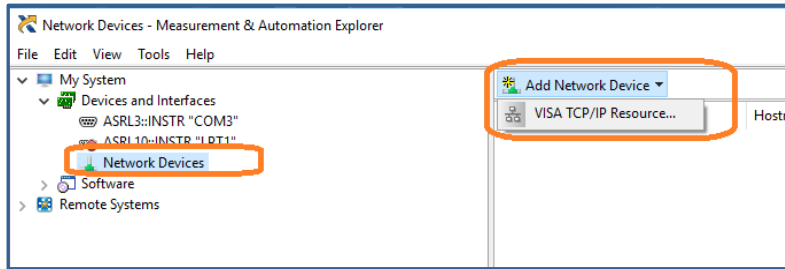 Network Devices - Measurement & Automation Explorer
File Edit View Tools Help
My System
Devices and Interfaces
ASRL3::INSTR "COM3"
ASRL10::INSTR "LPT1"
Network Devices
Software
Remote Systems
Add Network Device
VISA TCP/IP Resource...
Hostn